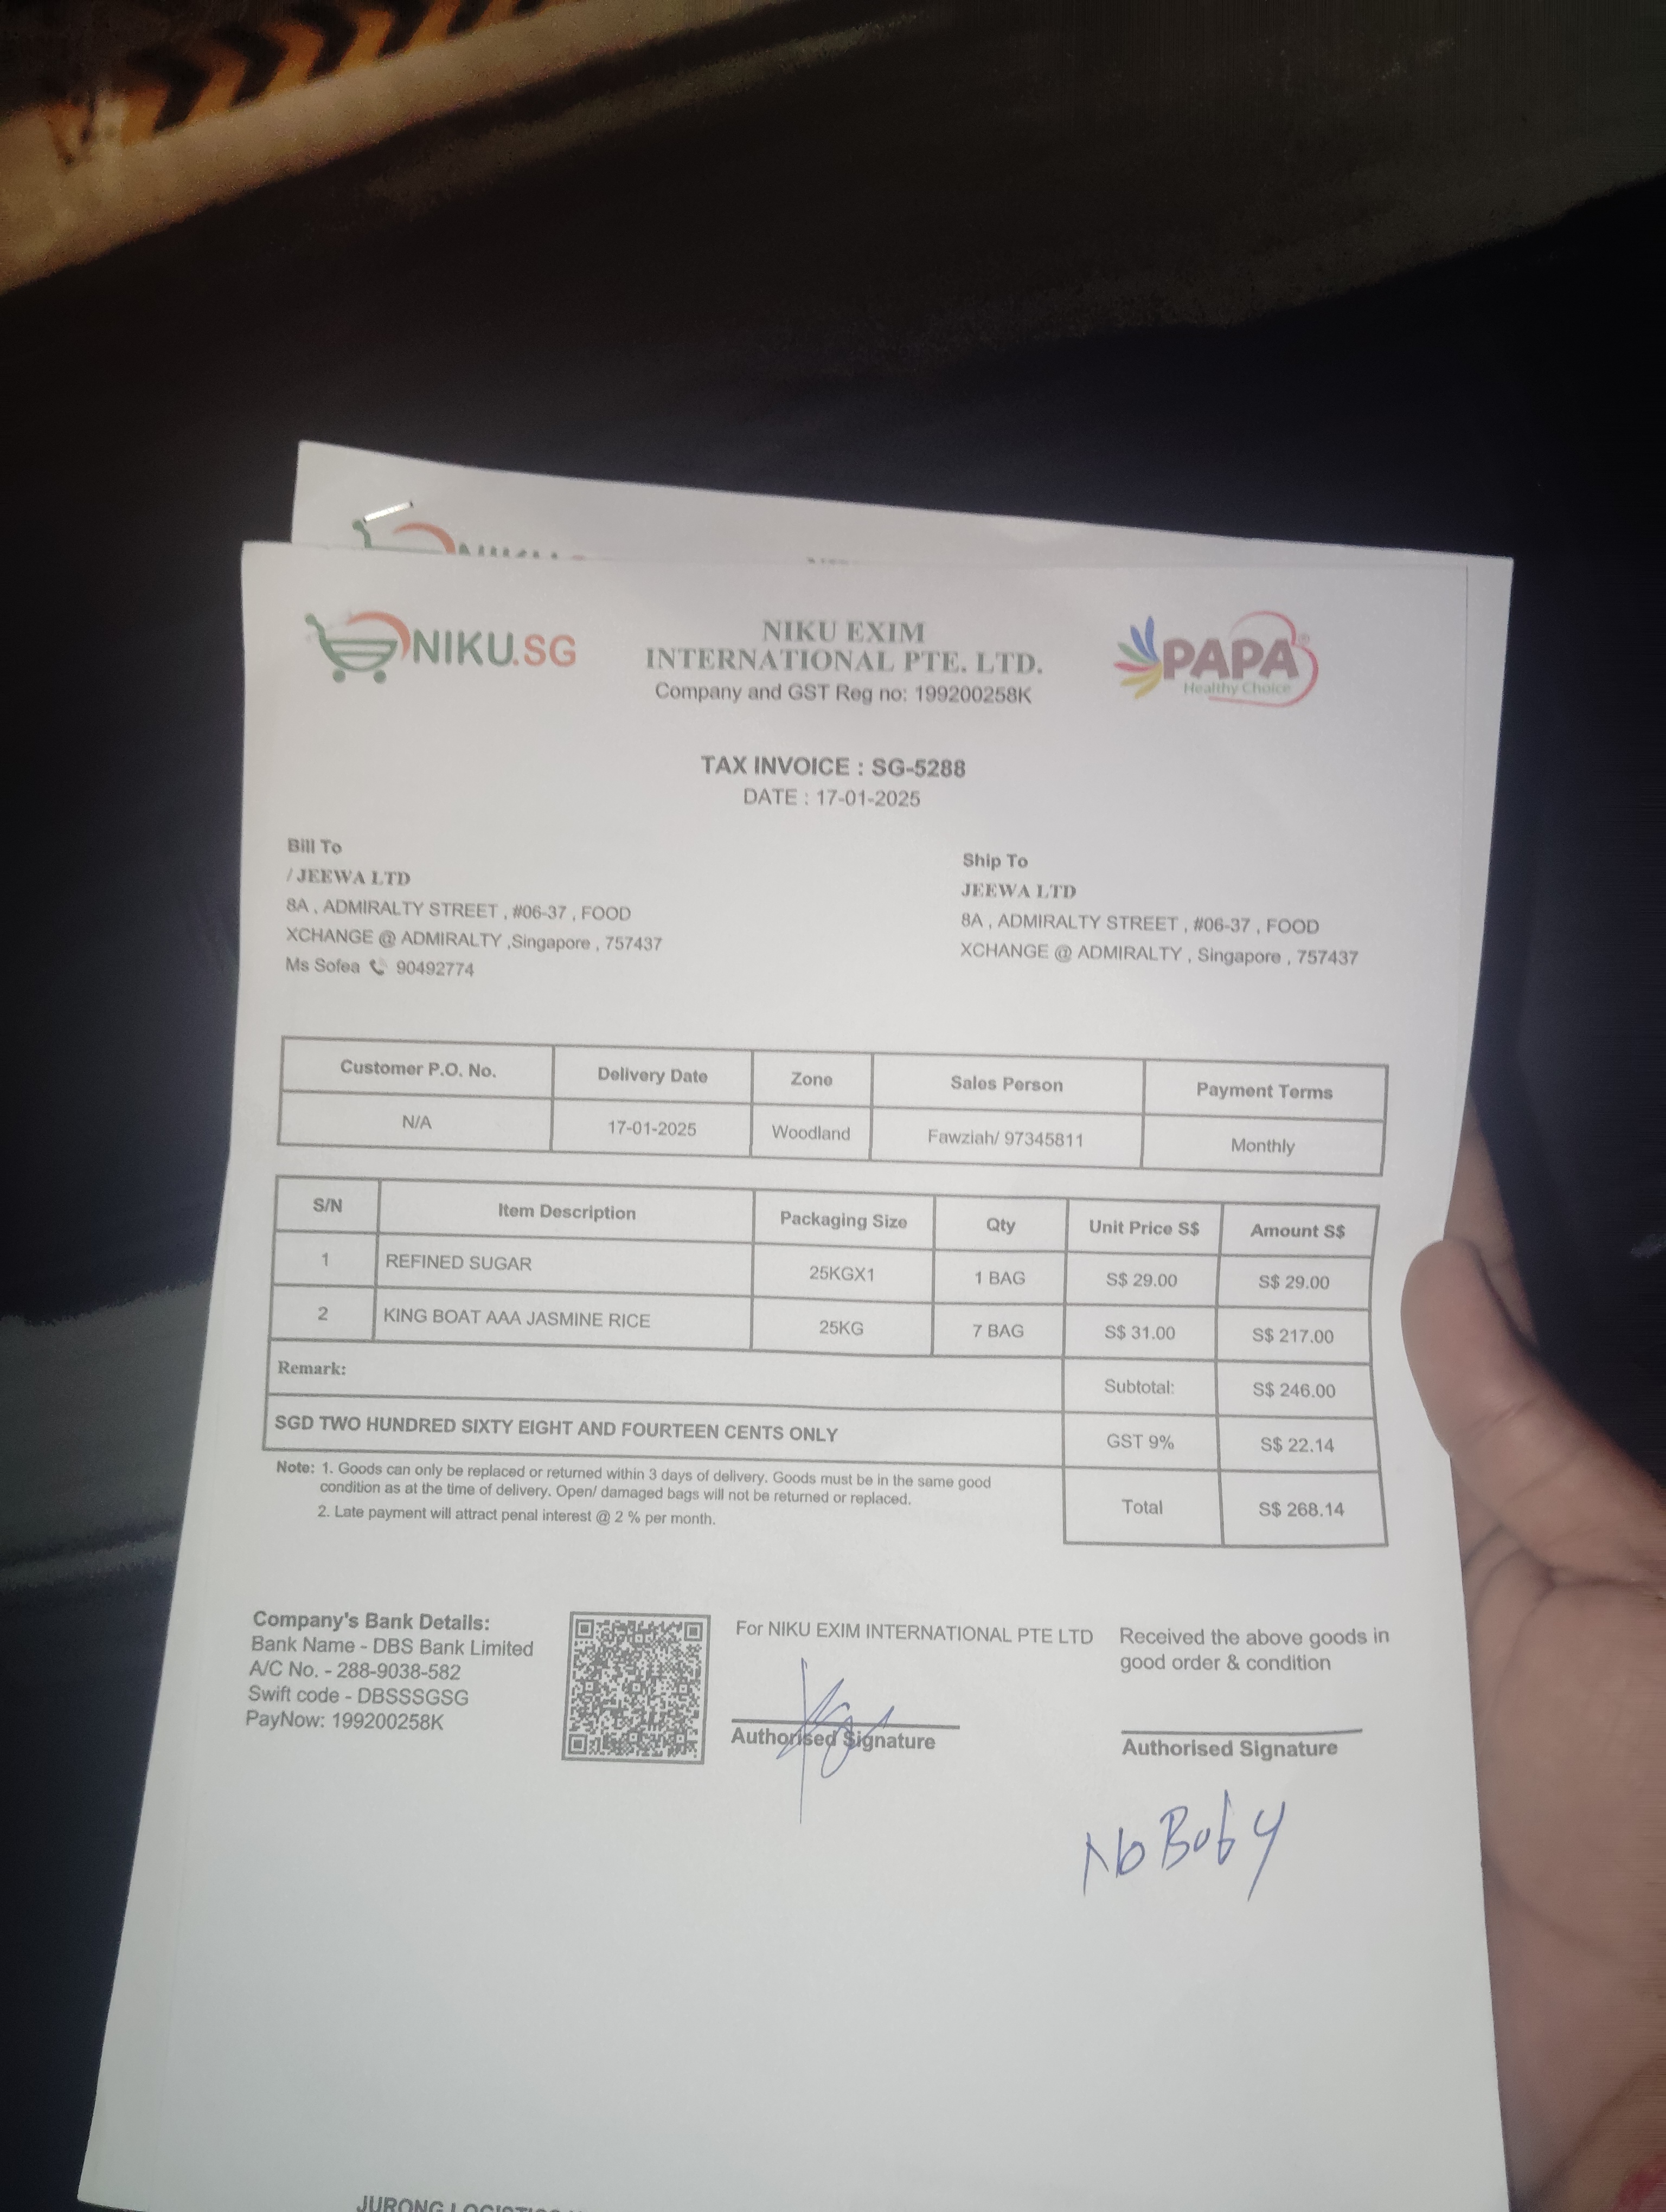 NIKU.SG
NIKU EXIM
INTERNATIONAL PTE. LTD.
Company and GST Reg no: 199200258K
PAPA®
Healthy Choice
TAX INVOICE : SG-5288
DATE : 17-01-2025
Bill To
/ JEEWA LTD
8A , ADMIRALTY STREET , #06-37 , FOOD
XCHANGE @ ADMIRALTY ,Singapore , 757437
Ms Sofea 90492774
Ship To
JEEWA LTD
8A , ADMIRALTY STREET , #06-37 , FOOD
XCHANGE @ ADMIRALTY , Singapore , 757437
Customer P.O. No. Delivery Date Zone Sales Person Payment Terms
N/A 17-01-2025 Woodland Fawziah/ 97345811 Monthly
S/N Item Description Packaging Size Qty Unit Price S$ Amount S$
1 REFINED SUGAR 25KGX1 1 BAG S$ 29.00 S$ 29.00
2 KING BOAT AAA JASMINE RICE 25KG 7 BAG S$ 31.00 S$ 217.00
Remark: Subtotal: S$ 246.00
SGD TWO HUNDRED SIXTY EIGHT AND FOURTEEN CENTS ONLY GST 9% S$ 22.14
Total S$ 268.14
Note: 1. Goods can only be replaced or returned within 3 days of delivery. Goods must be in the same good
condition as at the time of delivery. Open/ damaged bags will not be returned or replaced.
2. Late payment will attract penal interest @ 2 % per month.
Company's Bank Details:
Bank Name - DBS Bank Limited
A/C No. - 288-9038-582
Swift code - DBSSSGSG
PayNow: 199200258K
For NIKU EXIM INTERNATIONAL PTE LTD
Authorised Signature
Received the above goods in
good order & condition
Authorised Signature
No Boby
JURONG